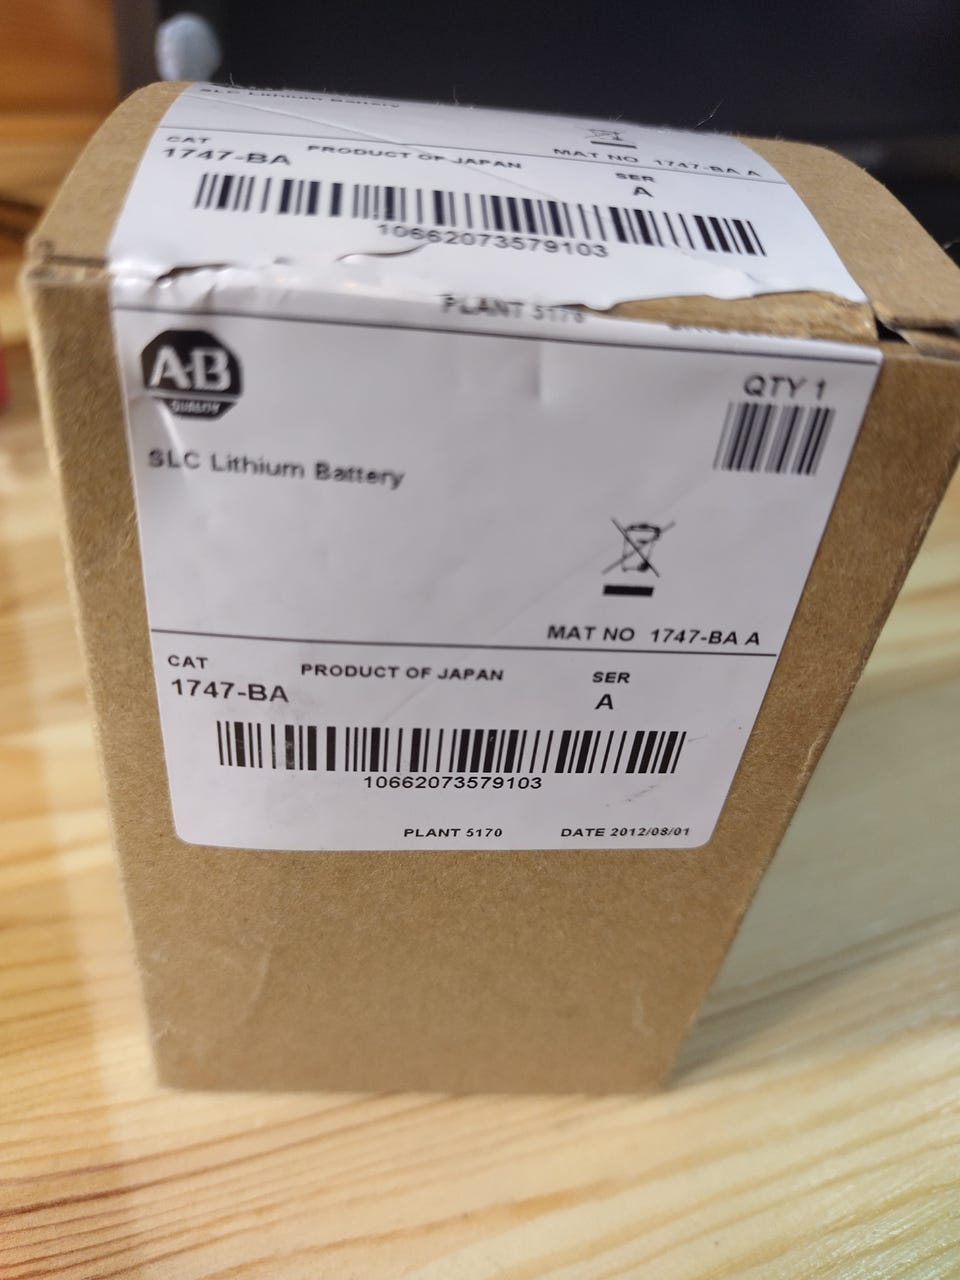 SLC Lithium Battery
MAT NO 1747-BA A
CAT
1747-BA
PRODUCT OF JAPAN
SER
A
10662073579103
PLANT 5170
A-B
QUALITY
QTY 1
SLC Lithium Battery
MAT NO 1747-BA A
CAT
1747-BA
PRODUCT OF JAPAN
SER
A
10662073579103
PLANT 5170 DATE 2012/08/01